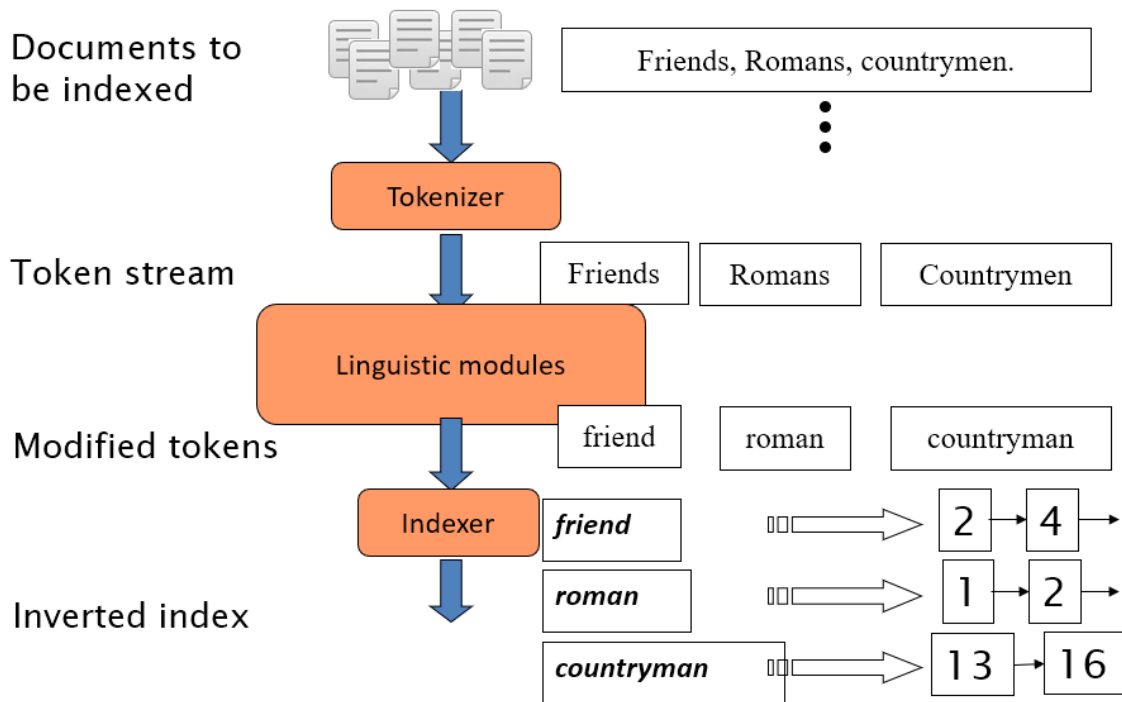 Documents to
be indexed
Friends, Romans, countrymen.
Tokenizer
Token stream
Friends
Romans
Countrymen
Linguistic modules
Modified tokens
friend
roman
countryman
Indexer
friend
2
4
Inverted index
roman
1
2
countryman
13
16